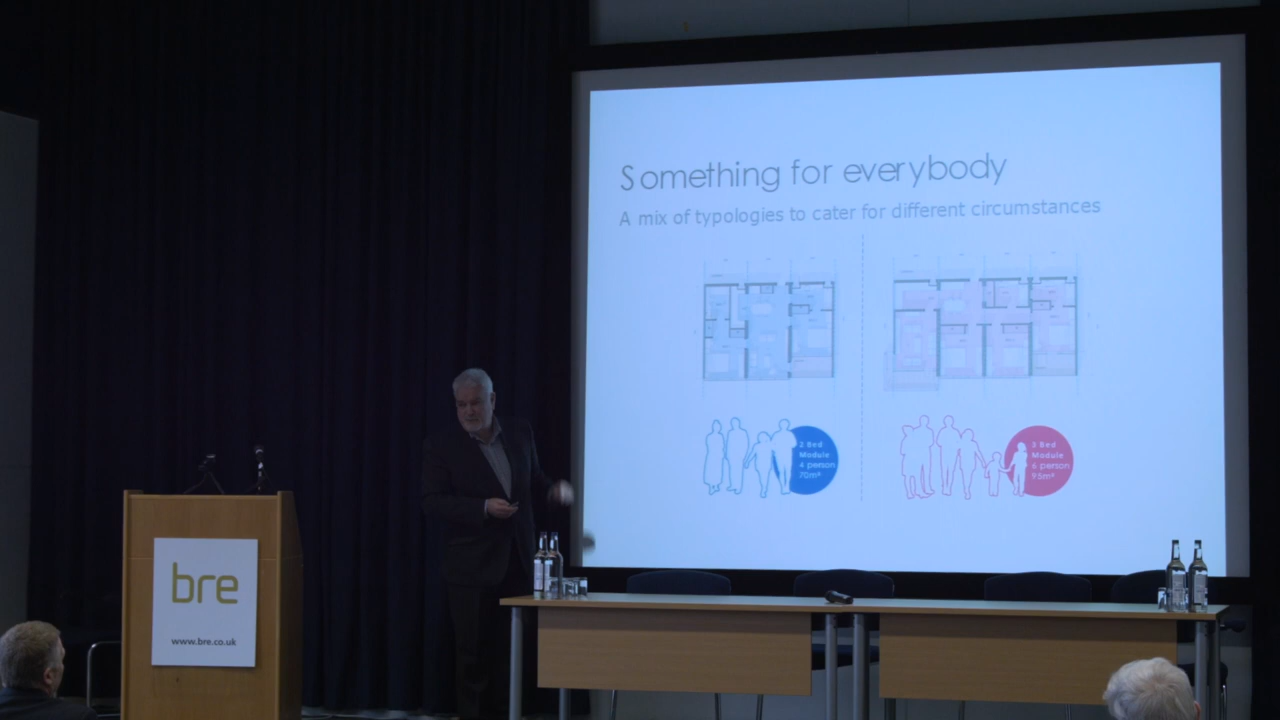 Something for everybody
A mix of typologies to cater for different circumstances
2 Bed
Module
4 person
70m²
3 Bed
Module
6 person
95m²
bre
www.bre.co.uk